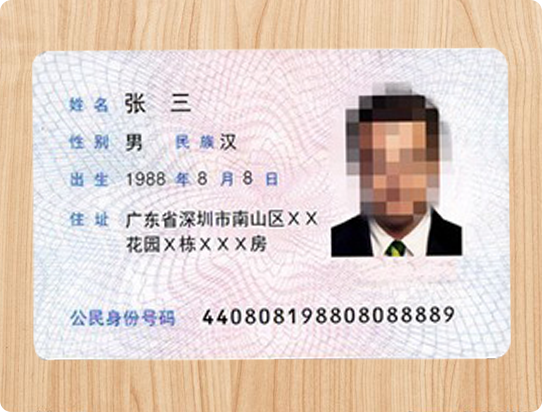 姓名 张 三
性别 男 民族 汉
出生 1988 年 8 月 8 日
住址 广东省深圳市南山区XX
花园X栋XXX房
公民身份号码 440808198808088889